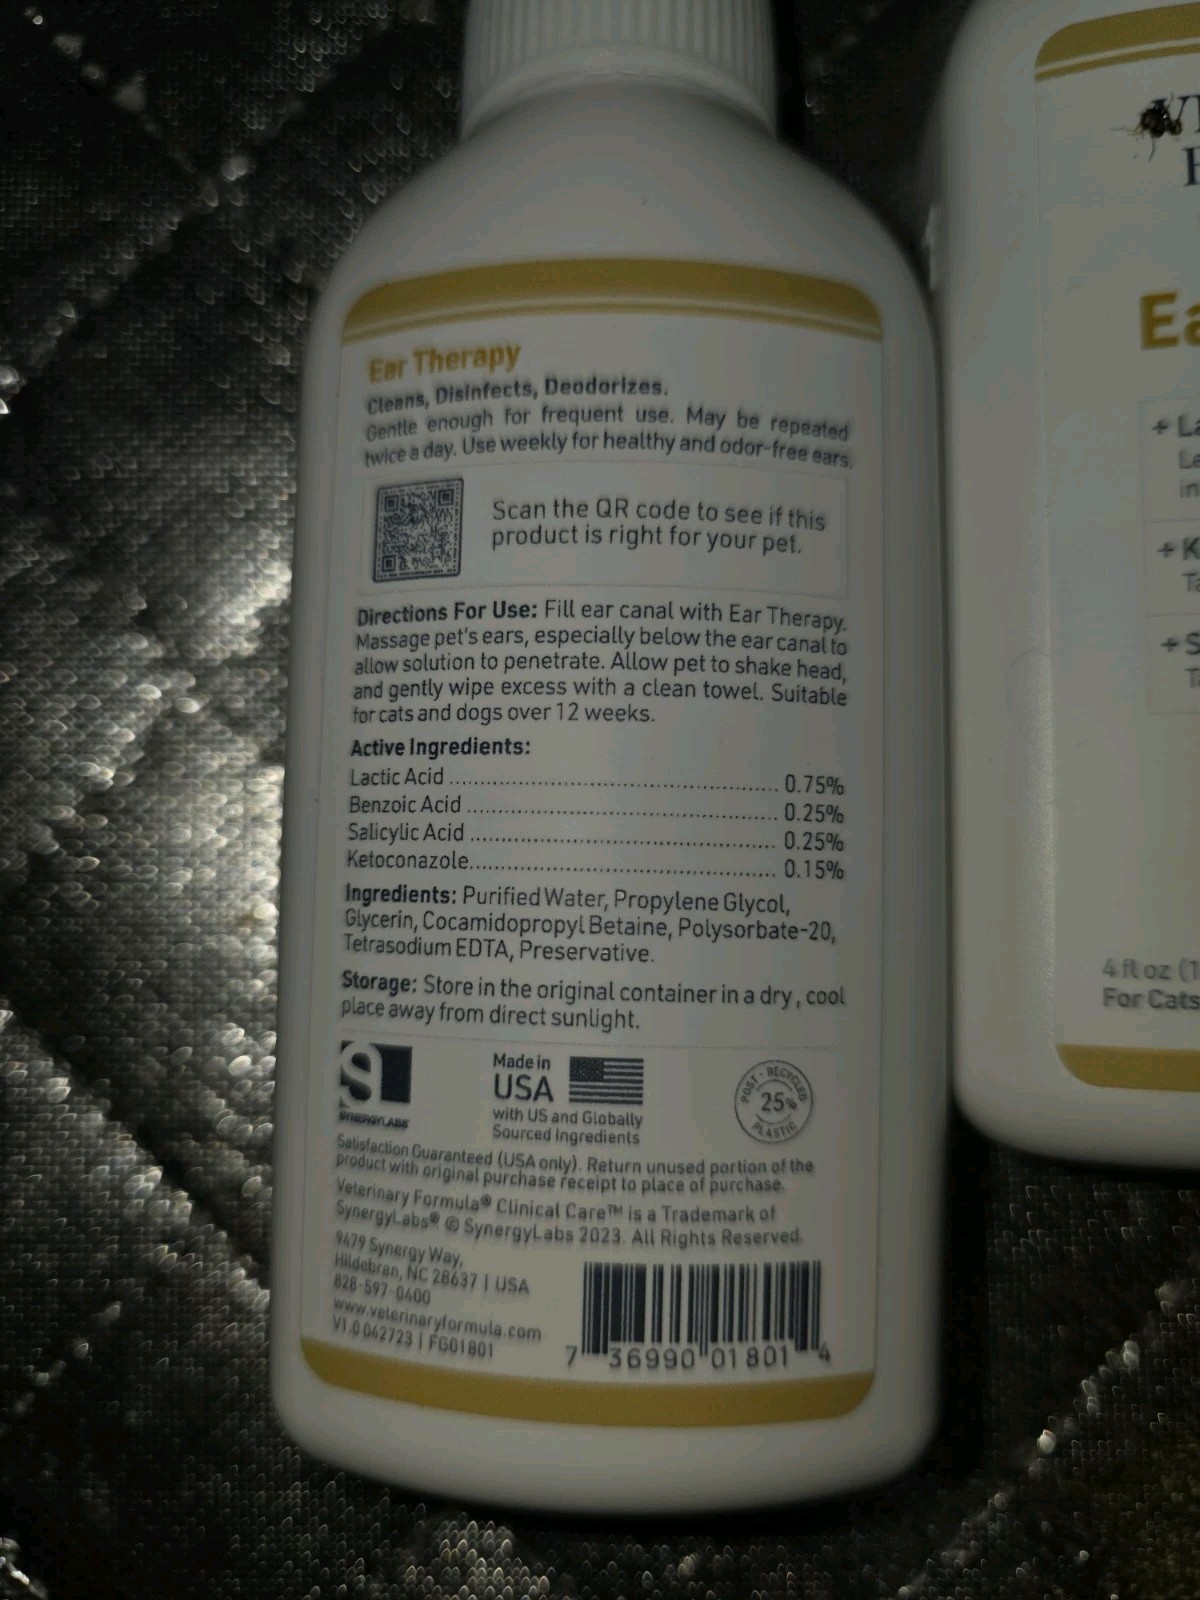 Ear Therapy
Cleans, Disinfects, Deodorizes.
Gentle enough for frequent use. May be repeated
twice a day. Use weekly for healthy and odor-free ears.
Scan the QR code to see if this
product is right for your pet.
Directions For Use: Fill ear canal with Ear Therapy.
Massage pet's ears, especially below the ear canal to
allow solution to penetrate. Allow pet to shake head,
and gently wipe excess with a clean towel. Suitable
for cats and dogs over 12 weeks.
Active Ingredients:
Lactic Acid ........................................ 0.75%
Benzoic Acid ...................................... 0.25%
Salicylic Acid ..................................... 0.25%
Ketoconazole...................................... 0.15%
Ingredients: Purified Water, Propylene Glycol,
Glycerin, Cocamidopropyl Betaine, Polysorbate-20,
Tetrasodium EDTA, Preservative.
Storage: Store in the original container in a dry, cool
place away from direct sunlight.
SYNERGYLABS
Made in
USA
with US and Globally
Sourced Ingredients
POST - RECYCLED
25%
PLASTIC
Satisfaction Guaranteed (USA only). Return unused portion of the
product with original purchase receipt to place of purchase.
Veterinary Formula® Clinical Care™ is a Trademark of
SynergyLabs® © SynergyLabs 2023. All Rights Reserved.
9479 Synergy Way,
Hildebran, NC 28637 | USA
828-597-0400
www.veterinaryformula.com
V1.0 042723 | FG01801
7 36990 01801 4
Ea
+ La
Le
in
+ K
Ta
+ S
Ta
4 fl oz (1
For Cats